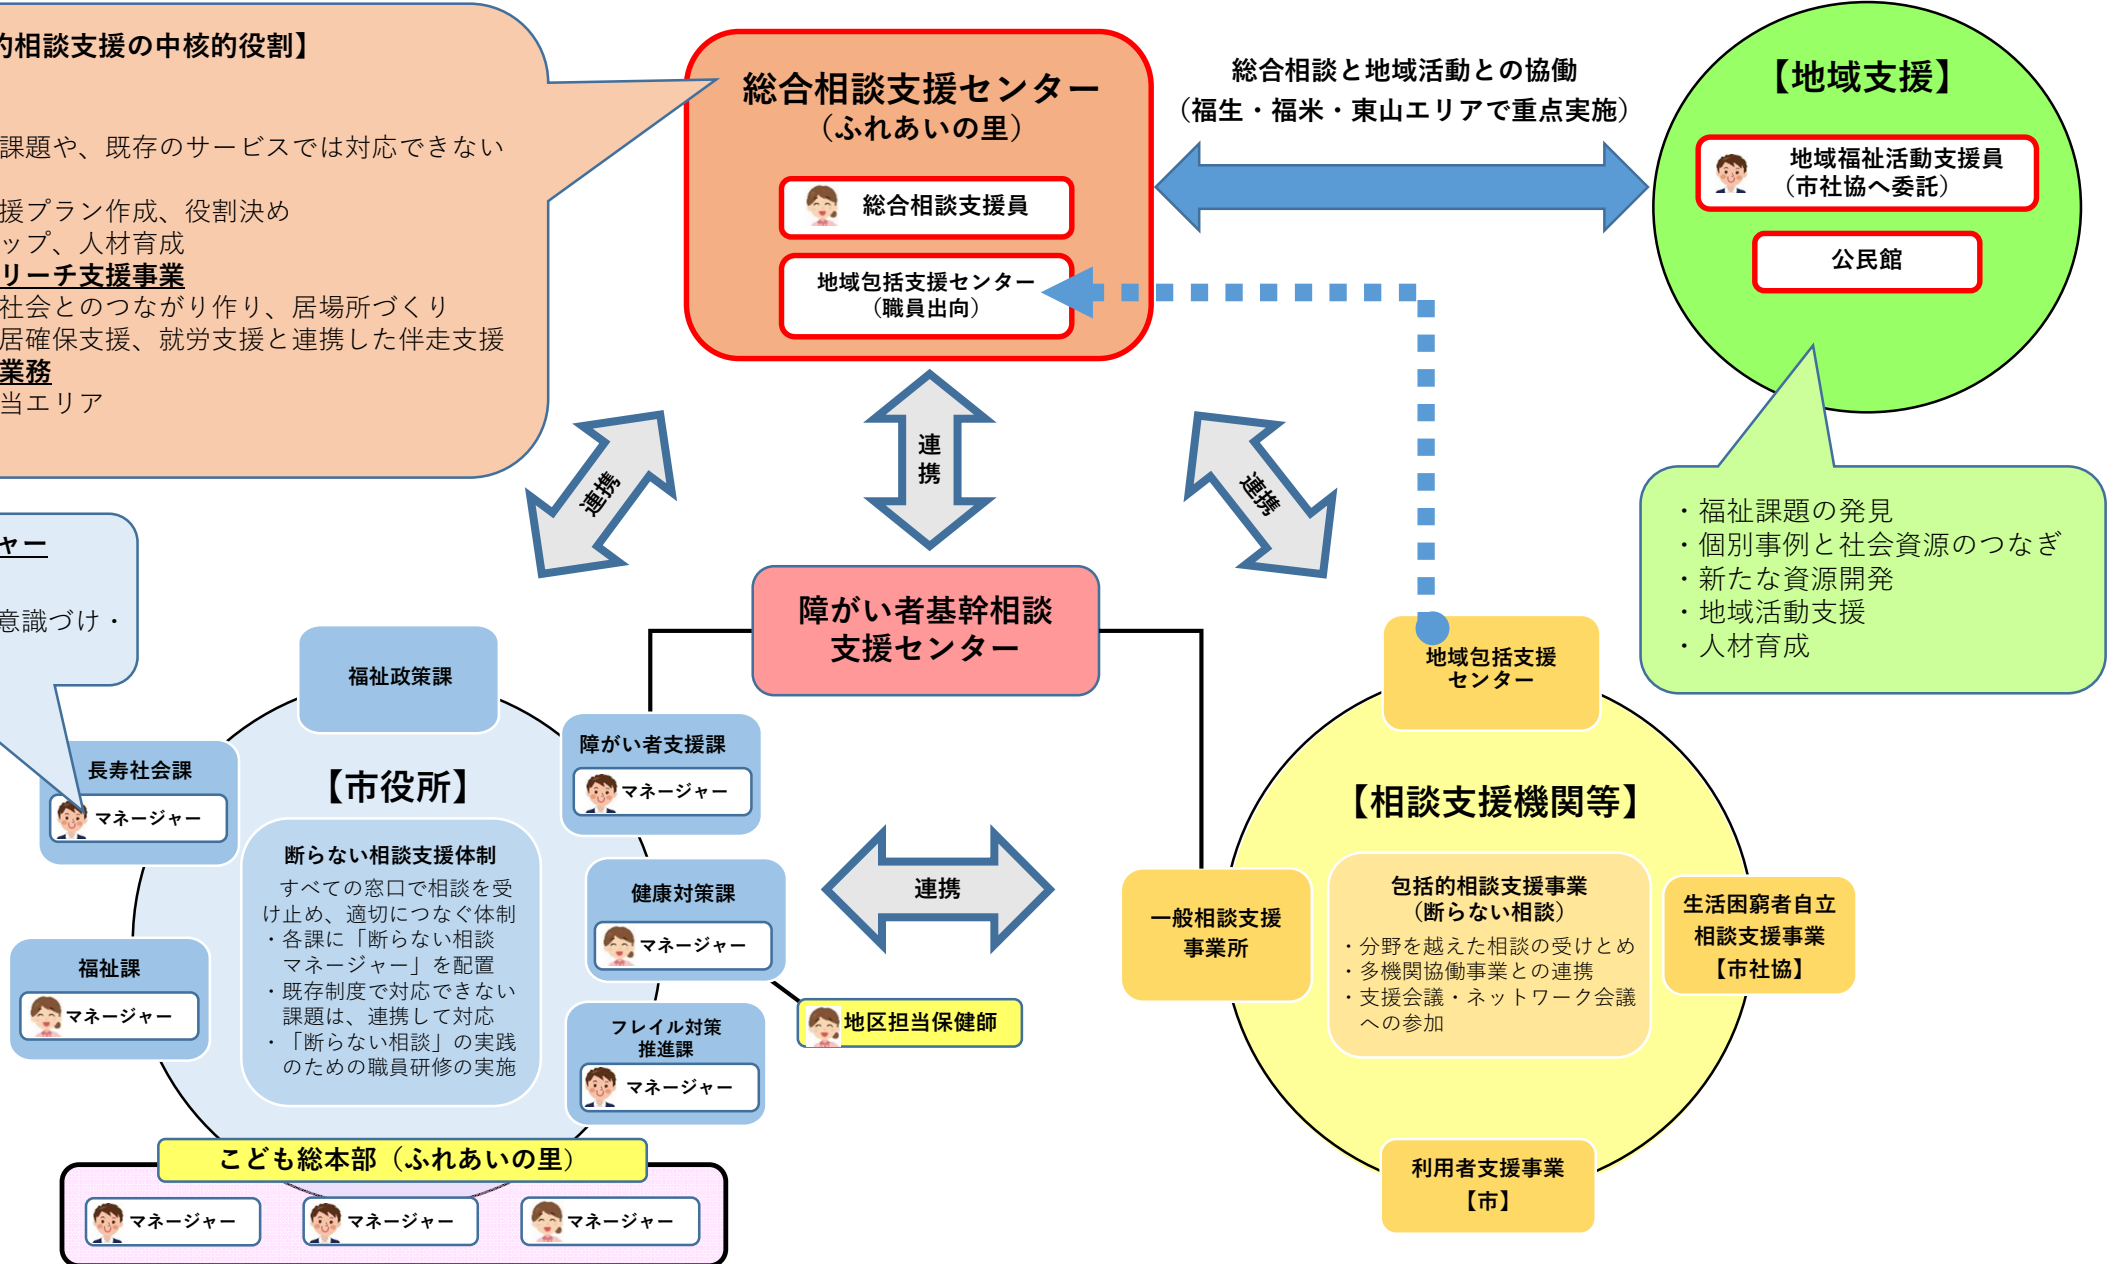 的相談支援の中核的役割】
課題や、既存のサービスでは対応できない
援プラン作成、役割決め
ップ、人材育成
リーチ支援事業
社会とのつながり作り、居場所づくり
居確保支援、就労支援と連携した伴走支援
業務
当エリア
総合相談支援センター
（ふれあいの里）
総合相談支援員
地域包括支援センター
（職員出向）
総合相談と地域活動との協働
（福生・福米・東山エリアで重点実施）
【地域支援】
地域福祉活動支援員
（市社協へ委託）
公民館
・福祉課題の発見
・個別事例と社会資源のつなぎ
・新たな資源開発
・地域活動支援
・人材育成
連携
連
携
連携
ャー
意識づけ・
障がい者基幹相談
支援センター
福祉政策課
長寿社会課
マネージャー
障がい者支援課
マネージャー
【市役所】
断らない相談支援体制
すべての窓口で相談を受
け止め、適切につなぐ体制
・各課に「断らない相談
マネージャー」を配置
・既存制度で対応できない
課題は、連携して対応
・「断らない相談」の実践
のための職員研修の実施
健康対策課
マネージャー
福祉課
マネージャー
フレイル対策
推進課
マネージャー
地区担当保健師
こども総本部（ふれあいの里）
マネージャー
マネージャー
マネージャー
連携
地域包括支援
センター
【相談支援機関等】
一般相談支援
事業所
包括的相談支援事業
（断らない相談）
・分野を越えた相談の受けとめ
・多機関協働事業との連携
・支援会議・ネットワーク会議
への参加
生活困窮者自立
相談支援事業
【市社協】
利用者支援事業
【市】